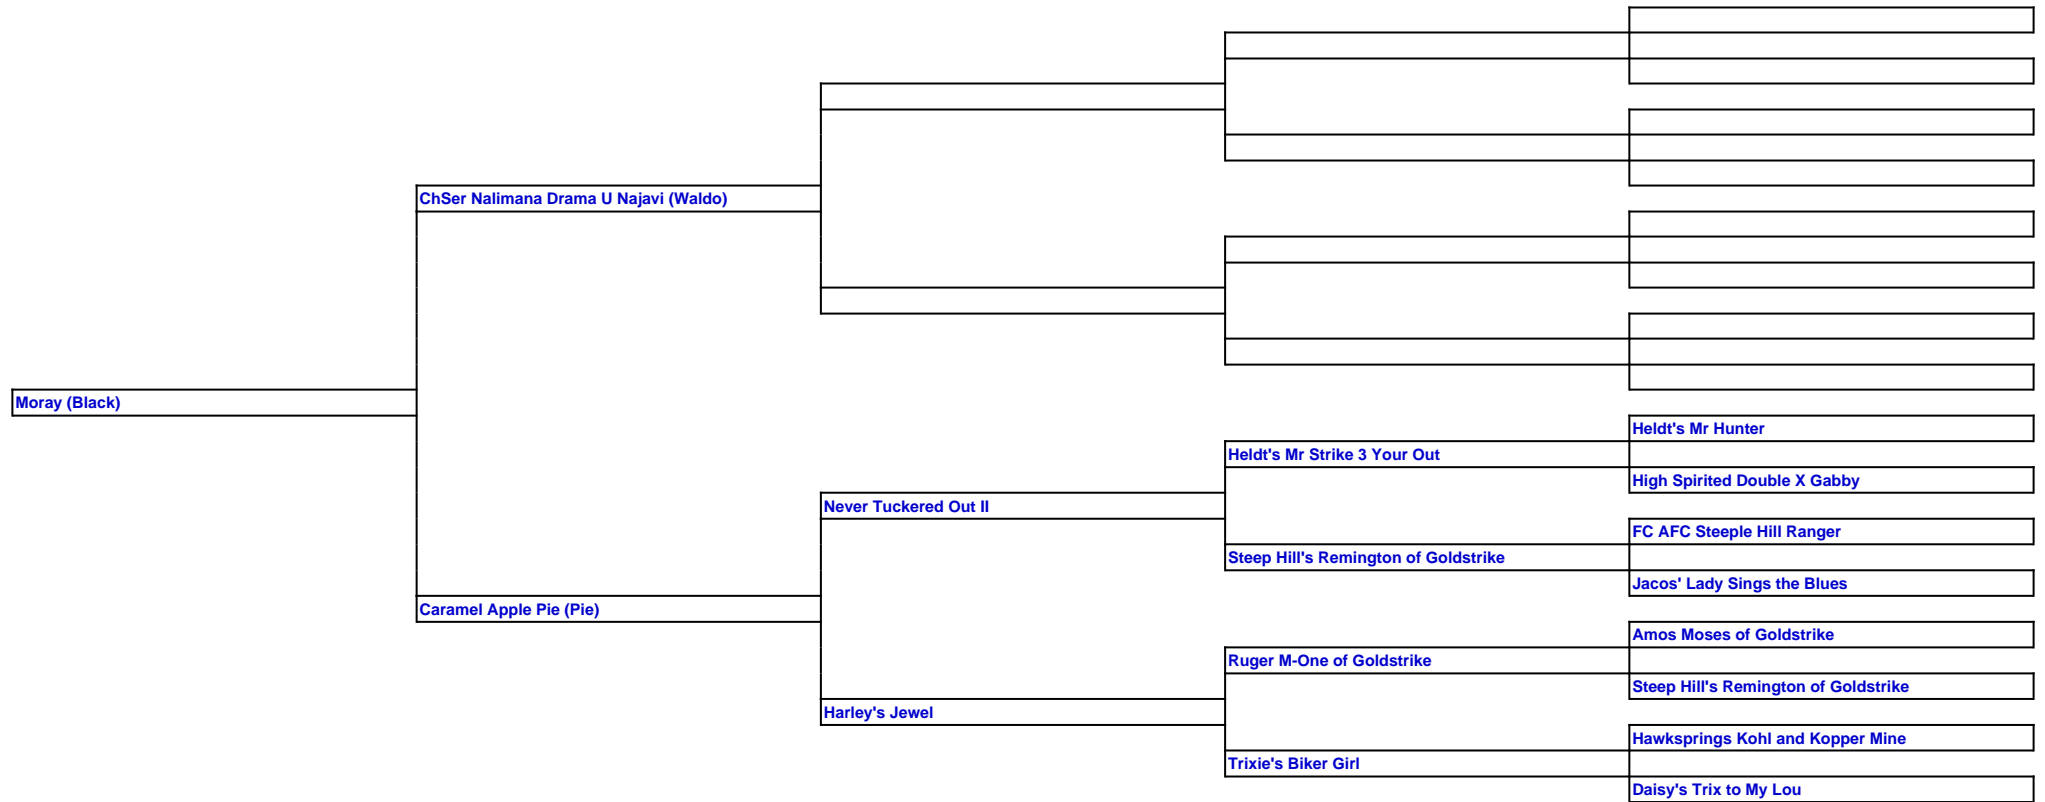 ChSer Nalimana Drama U Najavi (Waldo)
Moray (Black)
Heldt's Mr Hunter
Heldt's Mr Strike 3 Your Out
High Spirited Double X Gabby
Never Tuckered Out II
FC AFC Steeple Hill Ranger
Steep Hill's Remington of Goldstrike
Jacos' Lady Sings the Blues
Caramel Apple Pie (Pie)
Amos Moses of Goldstrike
Ruger M-One of Goldstrike
Steep Hill's Remington of Goldstrike
Harley's Jewel
Hawksprings Kohl and Kopper Mine
Trixie's Biker Girl
Daisy's Trix to My Lou